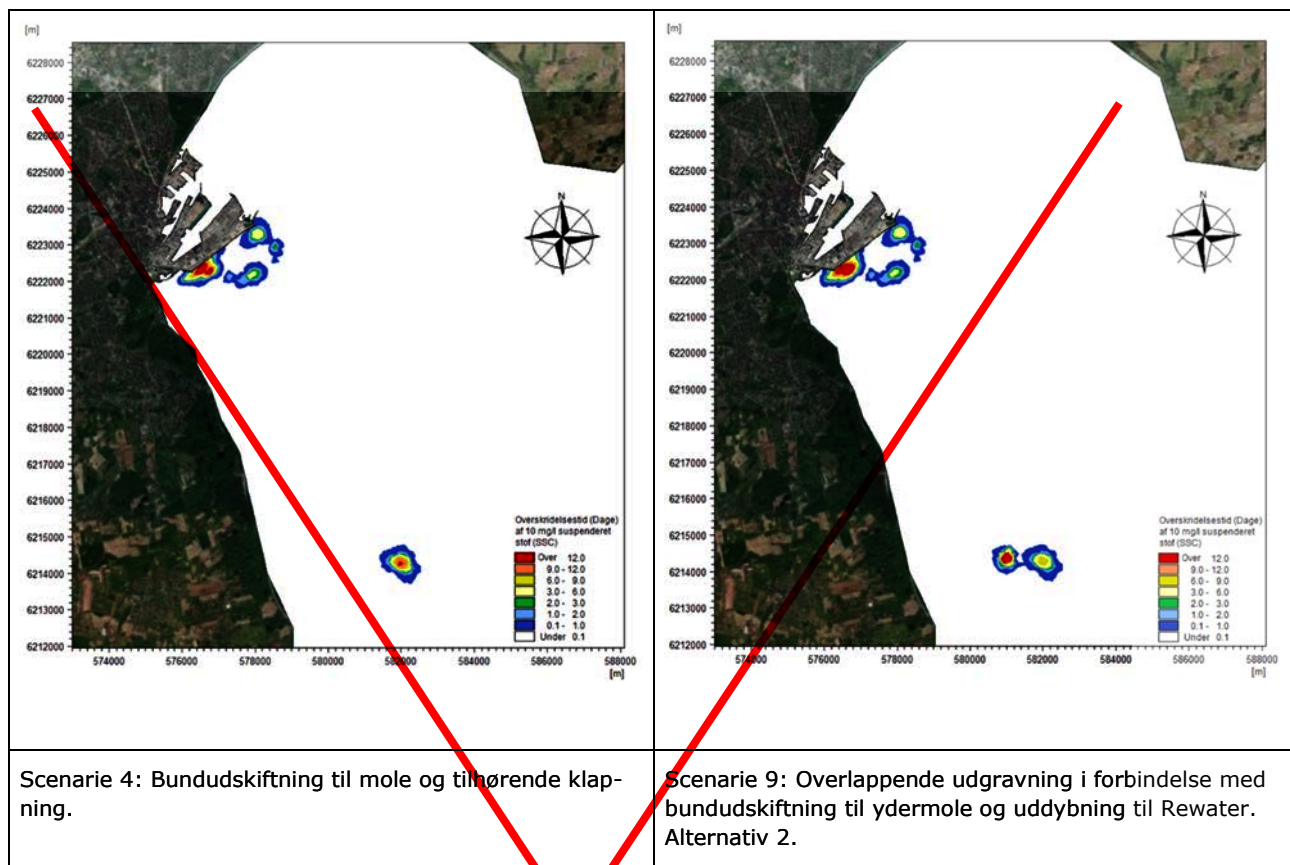 [m]
6228000
6227000
6226000
6225000
6224000
6223000
6222000
6221000
6220000
6219000
6218000
6217000
6216000
6215000
6214000
6213000
6212000
N
Overskridelsestid (Dage)
af 10 mg/l suspenderet
stof (SSC)
Over 12.0
9.0 - 12.0
6.0 - 9.0
3.0 - 6.0
2.0 - 3.0
1.0 - 2.0
0.1 - 1.0
Under 0.1
574000 576000 578000 580000 582000 584000 586000 588000
[m]
Scenarie 4: Bundudskiftning til mole og tilhørende klap-
ning.
[m]
6228000
6227000
6226000
6225000
6224000
6223000
6222000
6221000
6220000
6219000
6218000
6217000
6216000
6215000
6214000
6213000
6212000
N
Overskridelsestid (Dage)
af 10 mg/l suspenderet
stof (SSC)
Over 12.0
9.0 - 12.0
6.0 - 9.0
3.0 - 6.0
2.0 - 3.0
1.0 - 2.0
0.1 - 1.0
Under 0.1
574000 576000 578000 580000 582000 584000 586000 588000
[m]
Scenarie 9: Overlappende udgravning i forbindelse med
bundudskiftning til ydermole og uddybning til Rewater.
Alternativ 2.